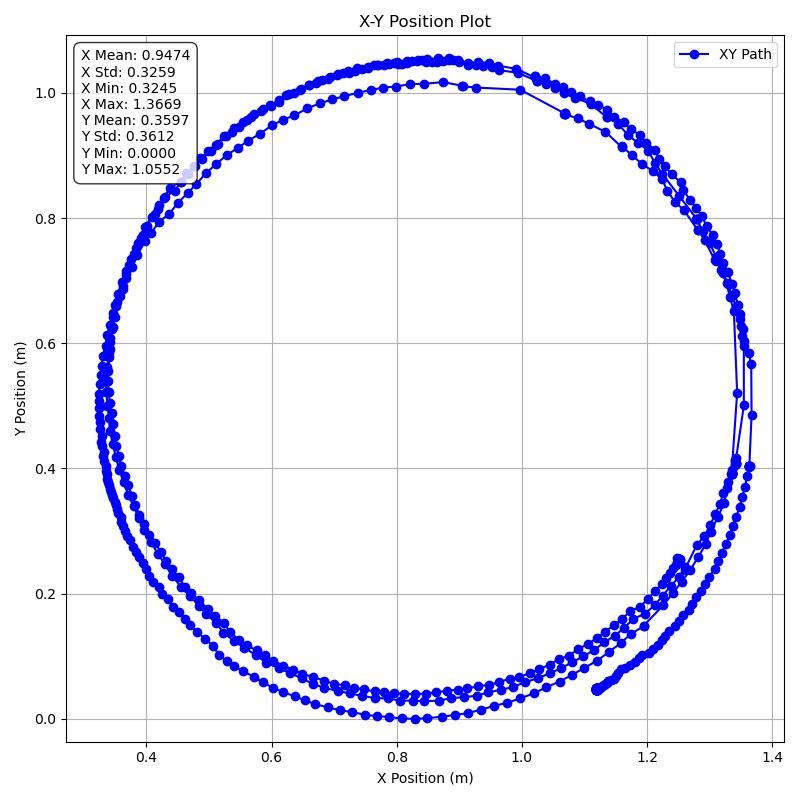 X-Y Position Plot
X Mean: 0.9474
X Std: 0.3259
X Min: 0.3245
X Max: 1.3669
Y Mean: 0.3597
Y Std: 0.3612
Y Min: 0.0000
Y Max: 1.0552
XY Path
Y Position (m)
1.0
0.8
0.6
0.4
0.2
0.0
0.4 0.6 0.8 1.0 1.2 1.4
X Position (m)